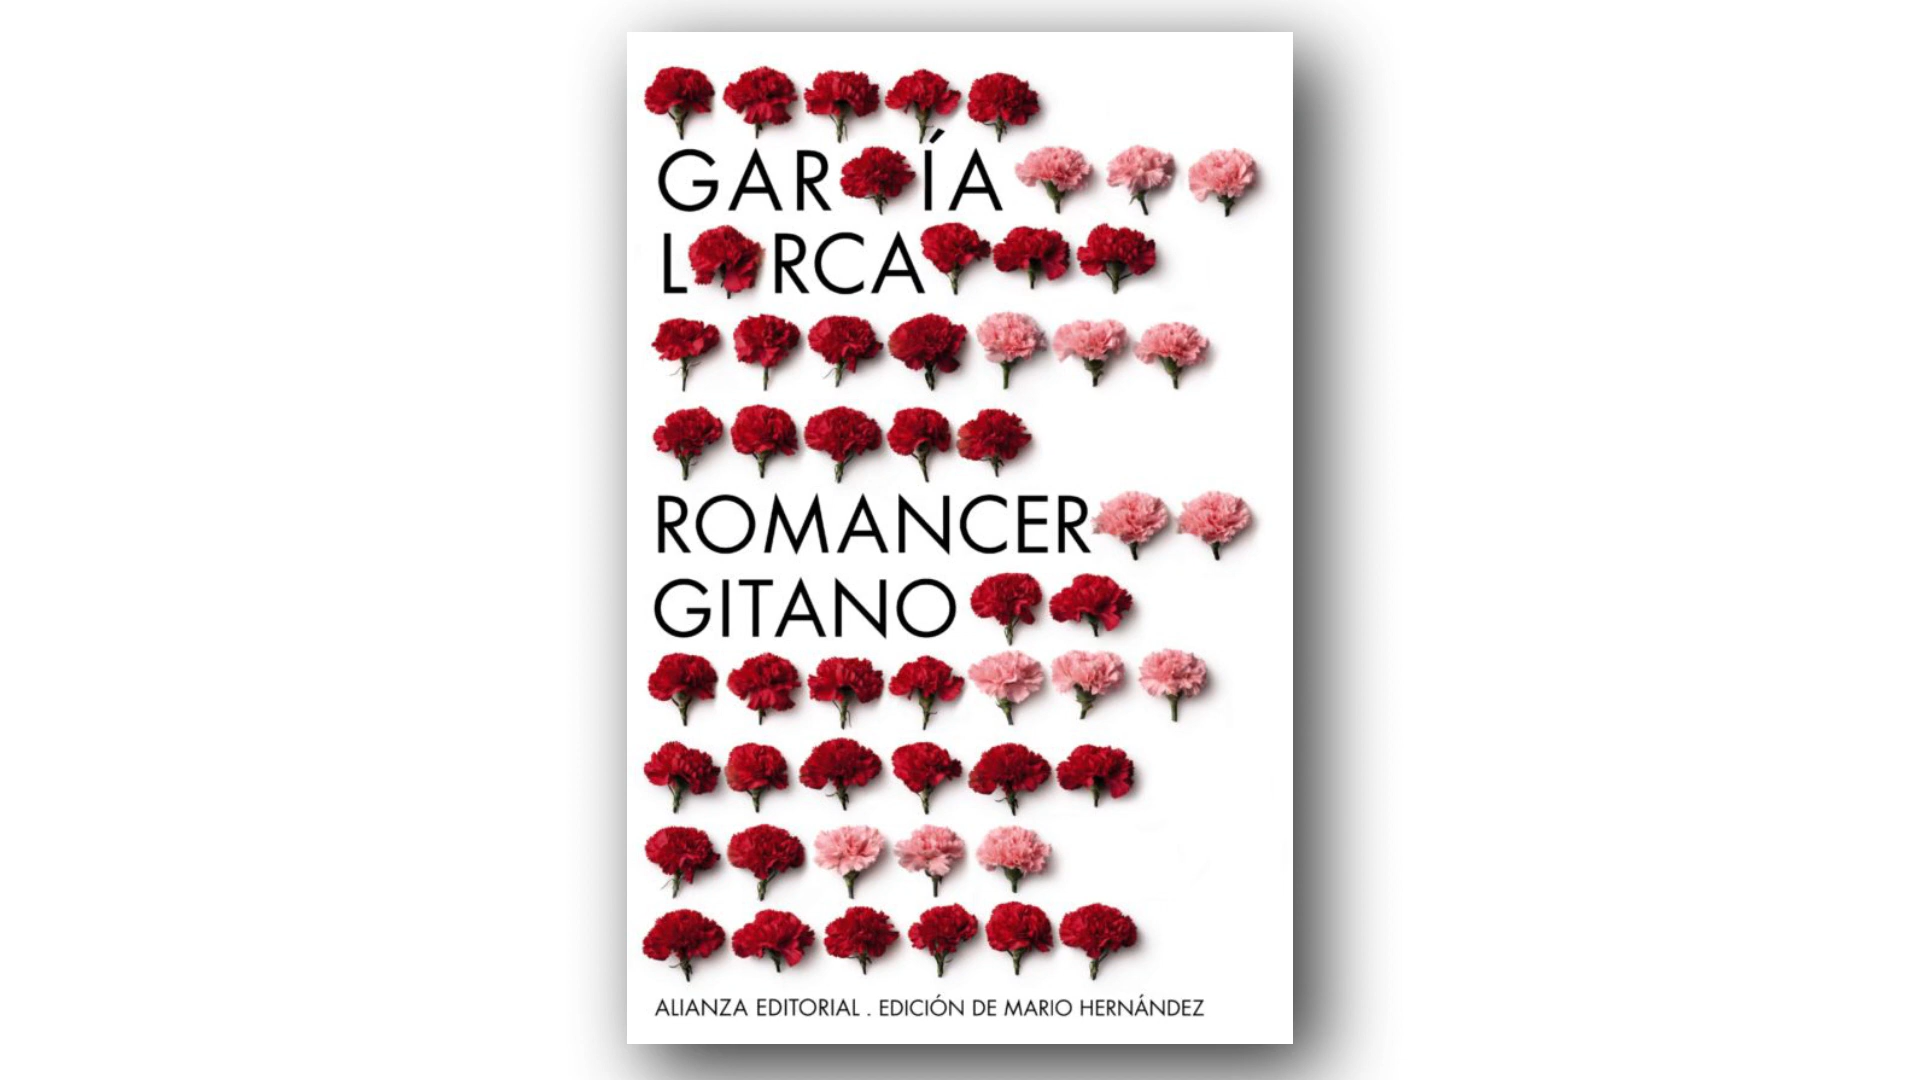 GAR ÍA
L RCA
ROMANCER
GITANO
ALIANZA EDITORIAL . EDICIÓN DE MARIO HERNÁNDEZ